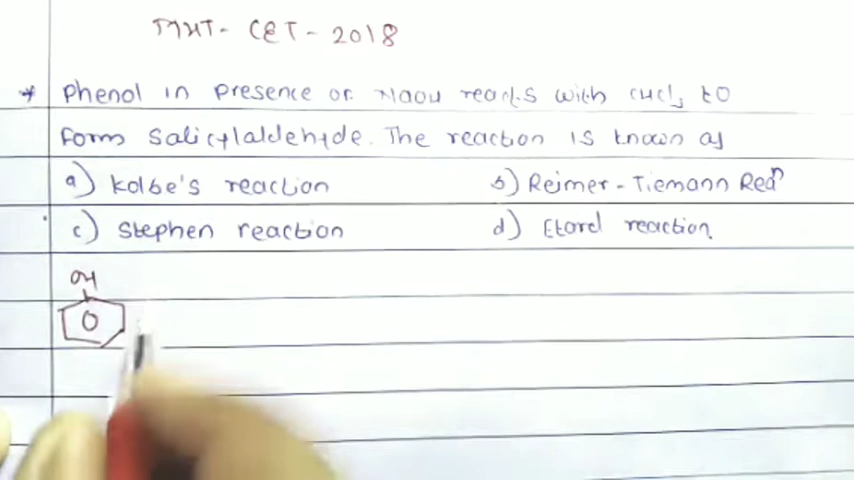 MHT - CET - 2018
* Phenol in presence of NaOH reacts with CHCl3 to
form salicylaldehyde. The reaction is known as
a) Kolbe's reaction b) Reimer - Tiemann Rean
c) Stephen reaction d) Etard reaction.
OH